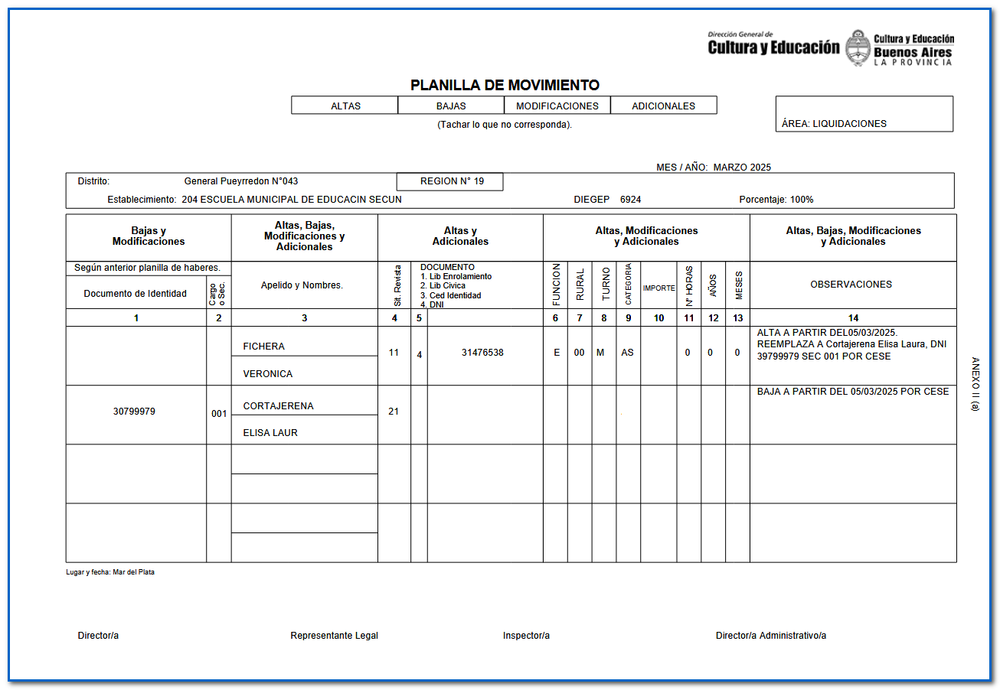 Dirección General de
Cultura y Educación
Cultura y Educación
Buenos Aires
LA PROVINCIA
PLANILLA DE MOVIMIENTO
ALTAS BAJAS MODIFICACIONES ADICIONALES
(Tachar lo que no corresponda).
ÁREA: LIQUIDACIONES
MES / AÑO: MARZO 2025
Distrito: General Pueyrredon N°043 REGION N° 19
Establecimiento: 204 ESCUELA MUNICIPAL DE EDUCACIN SECUN DIEGEP 6924 Porcentaje: 100%
Bajas y
Modificaciones
Altas, Bajas,
Modificaciones y
Adicionales
Altas y
Adicionales
Altas, Modificaciones
y Adicionales
Altas, Bajas, Modificaciones
y Adicionales
Según anterior planilla de haberes.
Documento de Identidad
Cargo
o Sec.
Apelido y Nombres.
Sit. Revista
DOCUMENTO
1. Lib Enrolamiento
2. Lib Civica
3. Ced Identidad
4. DNI
FUNCION
RURAL
TURNO
CATEGORIA
IMPORTE
N° HORAS
AÑOS
MESES
OBSERVACIONES
1 2 3 4 5 6 7 8 9 10 11 12 13 14
FICHERA
VERONICA
11 4 31476538 E 00 M AS 0 0 0
ALTA A PARTIR DEL05/03/2025.
REEMPLAZA A Cortajerena Elisa Laura, DNI
39799979 SEC 001 POR CESE
30799979 001
CORTAJERENA
ELISA LAUR
21
BAJA A PARTIR DEL 05/03/2025 POR CESE
ANEXO II (a)
Lugar y fecha: Mar del Plata
Director/a Representante Legal Inspector/a Director/a Administrativo/a